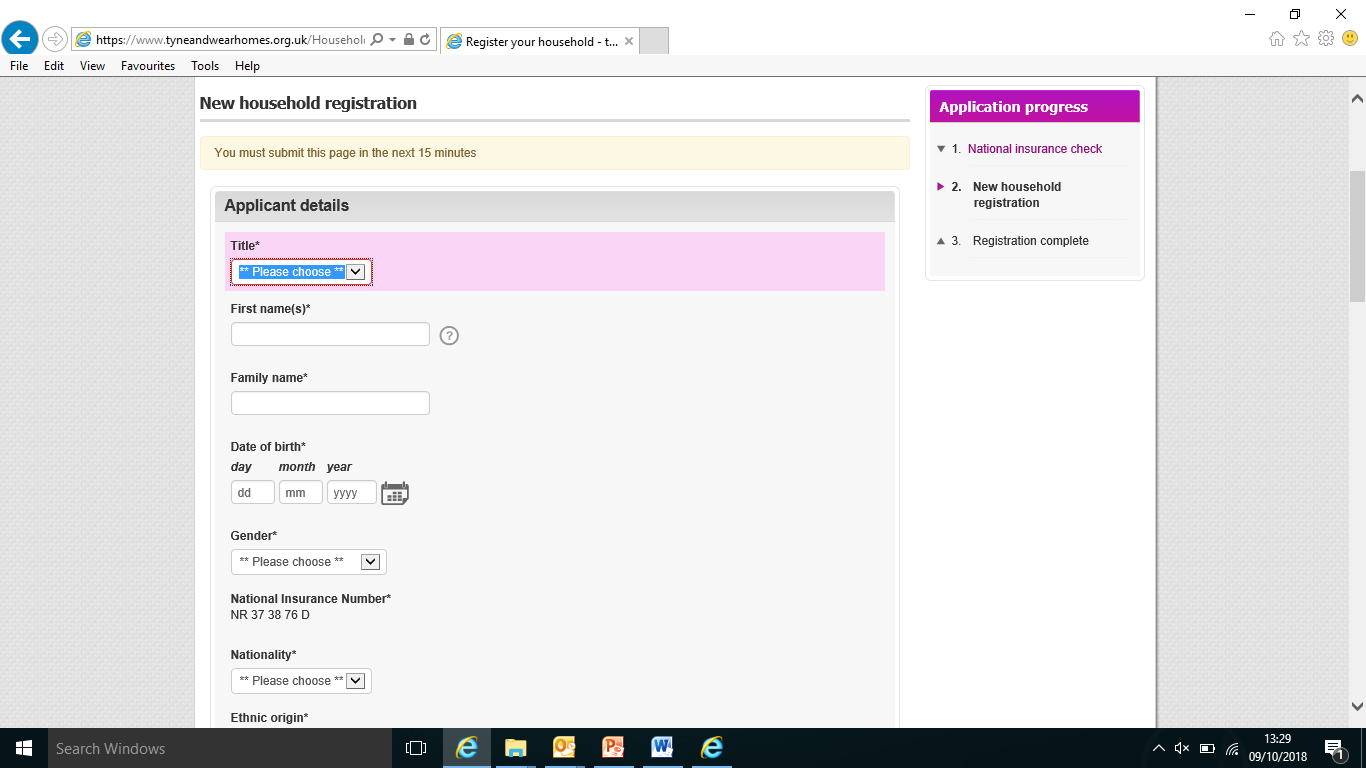 https://www.tyneandwearhomes.org.uk/Househol
Register your household - t...
File Edit View Favourites Tools Help
New household registration
You must submit this page in the next 15 minutes
Applicant details
Title*
** Please choose **
First name(s)*
?
Family name*
Date of birth*
day month year
dd mm yyyy
Gender*
** Please choose **
National Insurance Number*
NR 37 38 76 D
Nationality*
** Please choose **
Ethnic origin*
Application progress
1. National insurance check
2. New household
registration
3. Registration complete
Search Windows
13:29
09/10/2018
1